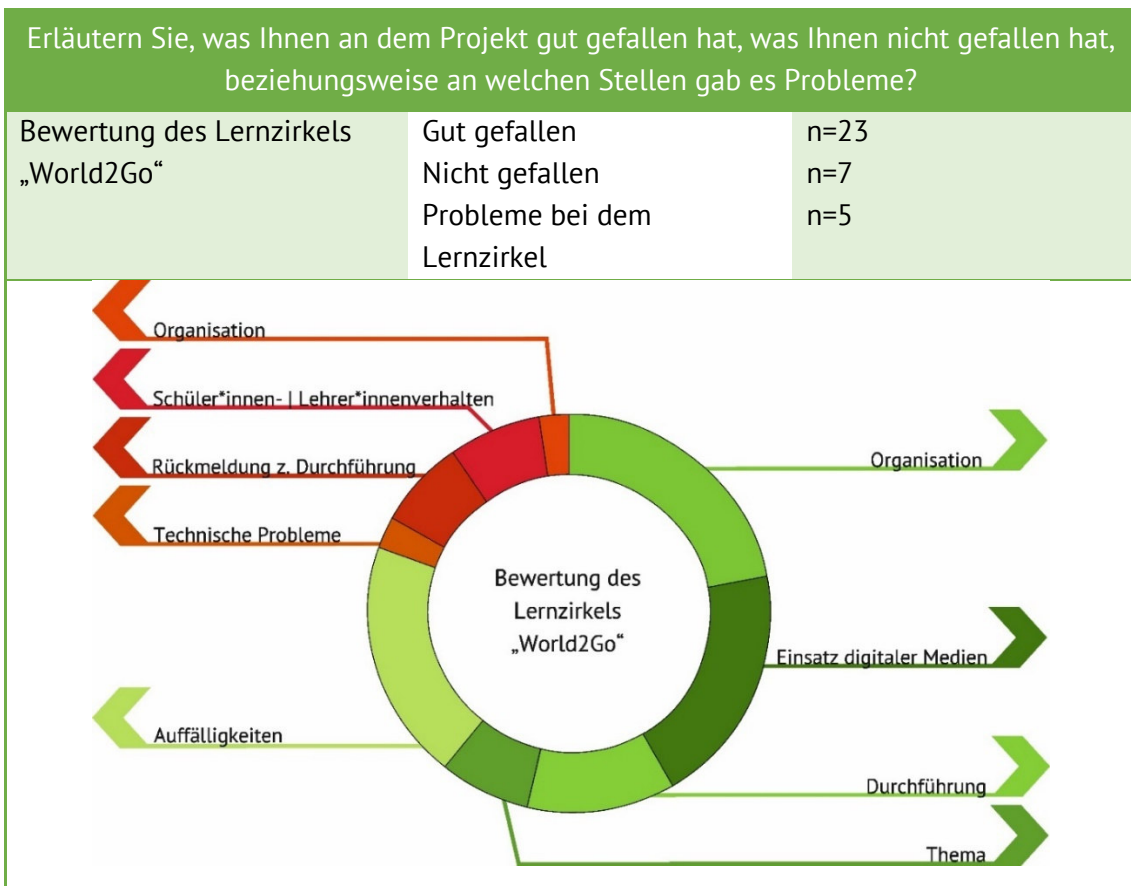 Erläutern Sie, was Ihnen an dem Projekt gut gefallen hat, was Ihnen nicht gefallen hat,
beziehungsweise an welchen Stellen gab es Probleme?
Bewertung des Lernzirkels
„World2Go“
Gut gefallen
Nicht gefallen
Probleme bei dem
Lernzirkel
n=23
n=7
n=5
Organisation
Schüler*innen- | Lehrer*innenverhalten
Rückmeldung z. Durchführung
Technische Probleme
Auffälligkeiten
Bewertung des
Lernzirkels
„World2Go“
Organisation
Einsatz digitaler Medien
Durchführung
Thema